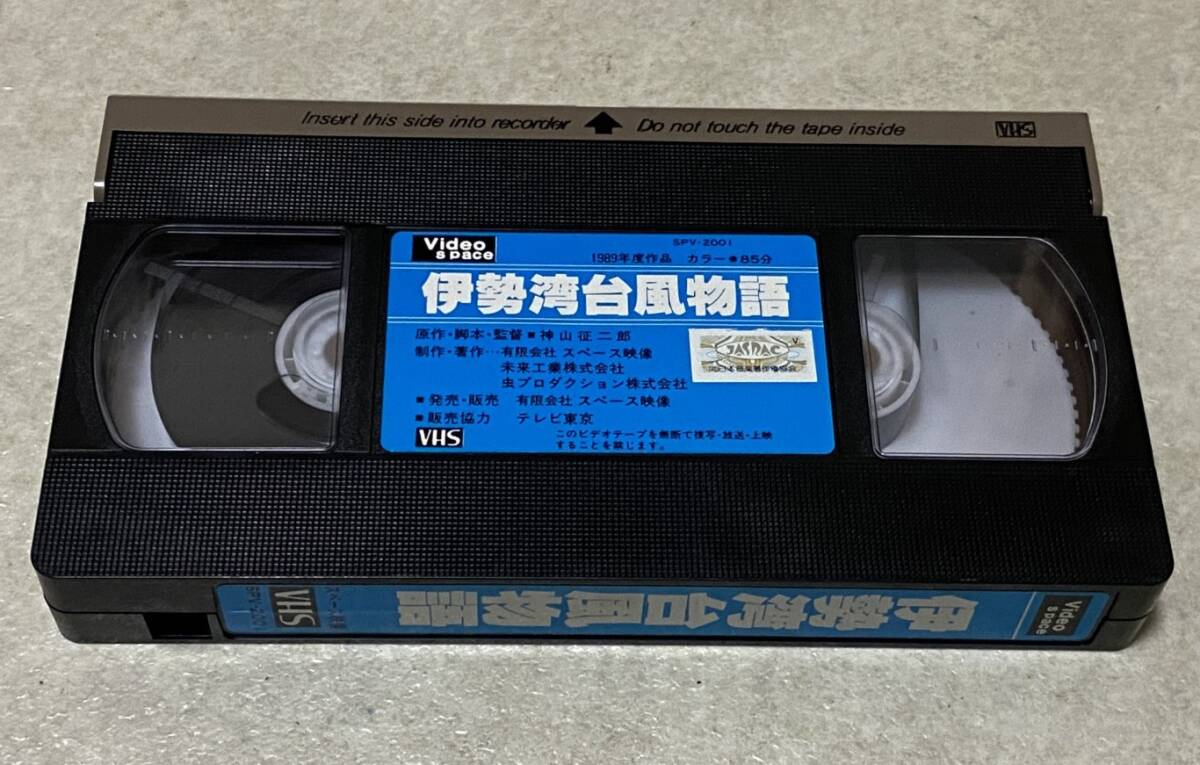 Insert this side into recorder ▲ Do not touch the tape inside VHS
Video space
SPV-2001
1989年度作品 カラー●85分
伊勢湾台風物語
原作・脚本・監督■神山征二郎
制作・著作…有限会社 スペース映像
未来工業株式会社
虫プロダクション株式会社
JASRAC
V
■発売・販売 有限会社 スペース映像
■販売協力 テレビ東京
VHS
このビデオテープを無断で複写・放送・上映
することを禁じます。
Video space
伊勢湾台風物語
VHS
SPV-2001